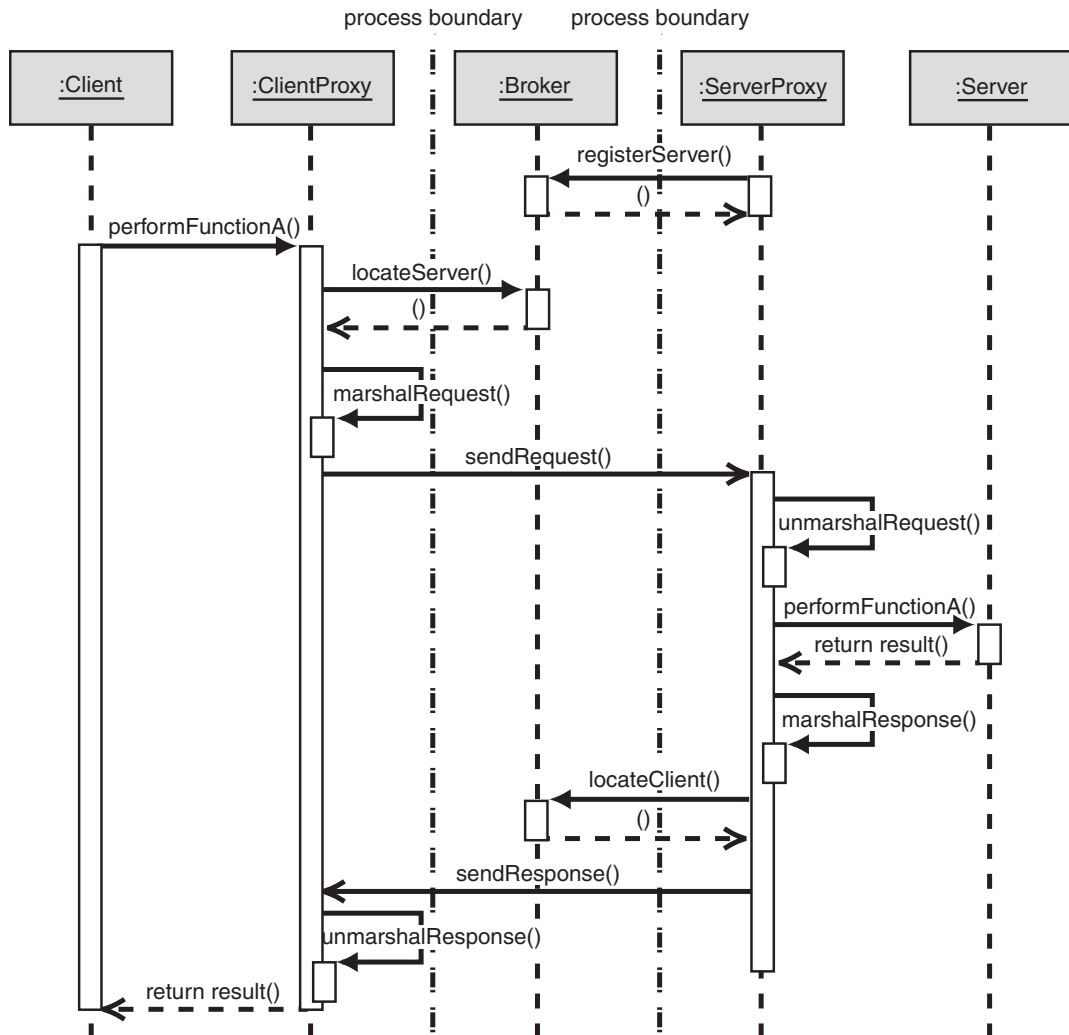 process boundary
process boundary
:Client
:ClientProxy
:Broker
:ServerProxy
:Server
registerServer()
()
performFunctionA()
locateServer()
()
marshalRequest()
sendRequest()
unmarshalRequest()
performFunctionA()
return result()
marshalResponse()
locateClient()
()
sendResponse()
unmarshalResponse()
return result()